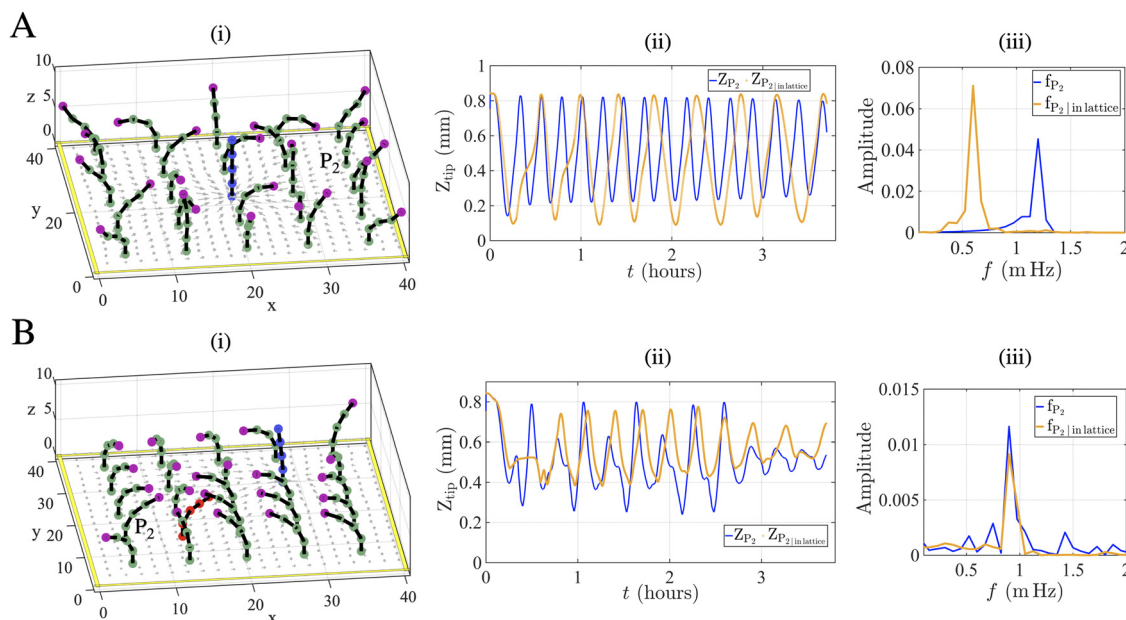 A
(i)
(ii)
(iii)
10
z 5
0
40
y 20
0
P2
0
10
20
30
40
x
1
0.8
0.6
0.4
0.2
0
Ztip (mm)
ZP2 ZP2|in lattice
0
1
2
3
t (hours)
0.08
0.06
0.04
0.02
0
Amplitude
fP2
fP2|in lattice
0.5
1
1.5
2
f (mHz)
B
(i)
(ii)
(iii)
10
z 5
0
40
30
y 20
10
0
P2
0
10
20
30
40
x
0.8
0.6
0.4
0.2
0
Ztip (mm)
ZP2 ZP2|in lattice
0
1
2
3
t (hours)
0.015
0.01
0.005
0
Amplitude
fP2
fP2|in lattice
0.5
1
1.5
2
f (mHz)